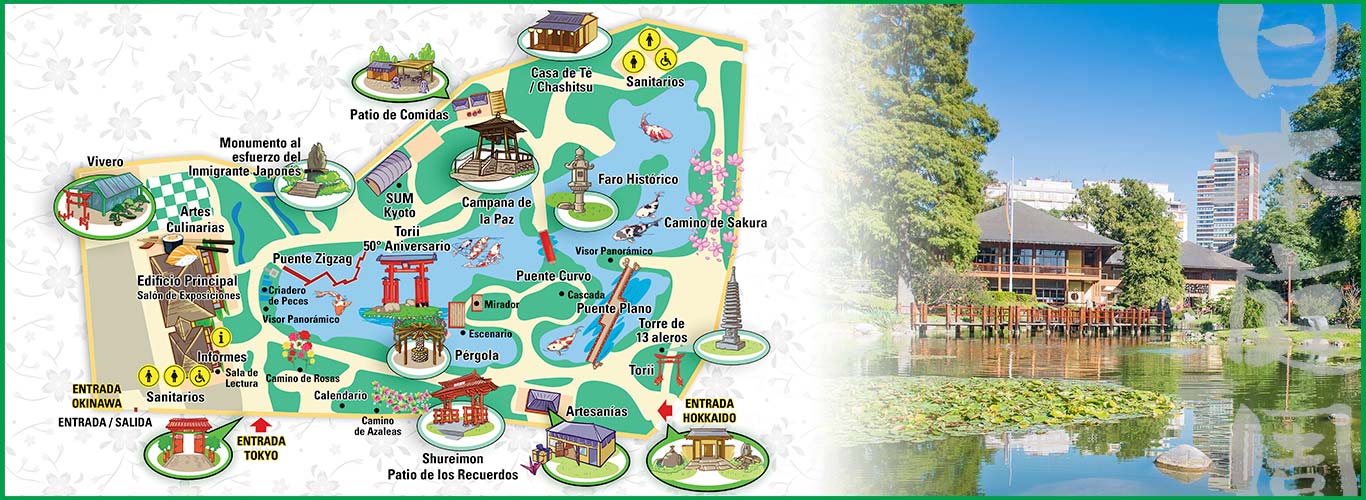 Casa de Té
/ Chashitsu
Sanitarios
Patio de Comidas
Monumento al
esfuerzo del
Inmigrante Japonés
Vivero
SUM
Kyoto
Campana de
la Paz
Faro Histórico
Camino de Sakura
Artes
Culinarias
Torii
50° Aniversario
Puente Zigzag
Visor Panorámico
Edificio Principal
Salón de Exposiciones
Criadero
de Peces
Visor Panorámico
Puente Curvo
Cascada
Puente Plano
Mirador
Escenario
Torre de
13 aleros
i
Informes
Sala de
Lectura
Camino de Rosas
Pérgola
Torii
Sanitarios
Calendario
Camino
de Azaleas
Artesanías
ENTRADA
OKINAWA
ENTRADA / SALIDA
ENTRADA
TOKYO
ENTRADA
HOKKAIDO
Shureimon
Patio de los Recuerdos